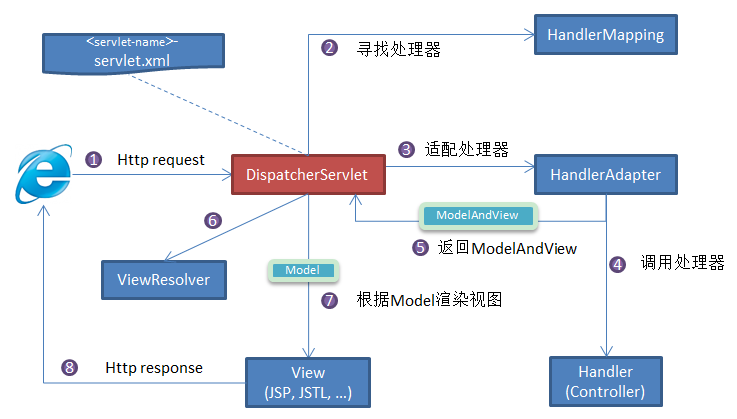 <servlet-name>-
servlet.xml
2 寻找处理器
HandlerMapping
1 Http request
DispatcherServlet
3 适配处理器
HandlerAdapter
ModelAndView
5 返回ModelAndView
6
ViewResolver
Model
7 根据Model渲染视图
4 调用处理器
8 Http response
View
(JSP, JSTL, ...)
Handler
(Controller)